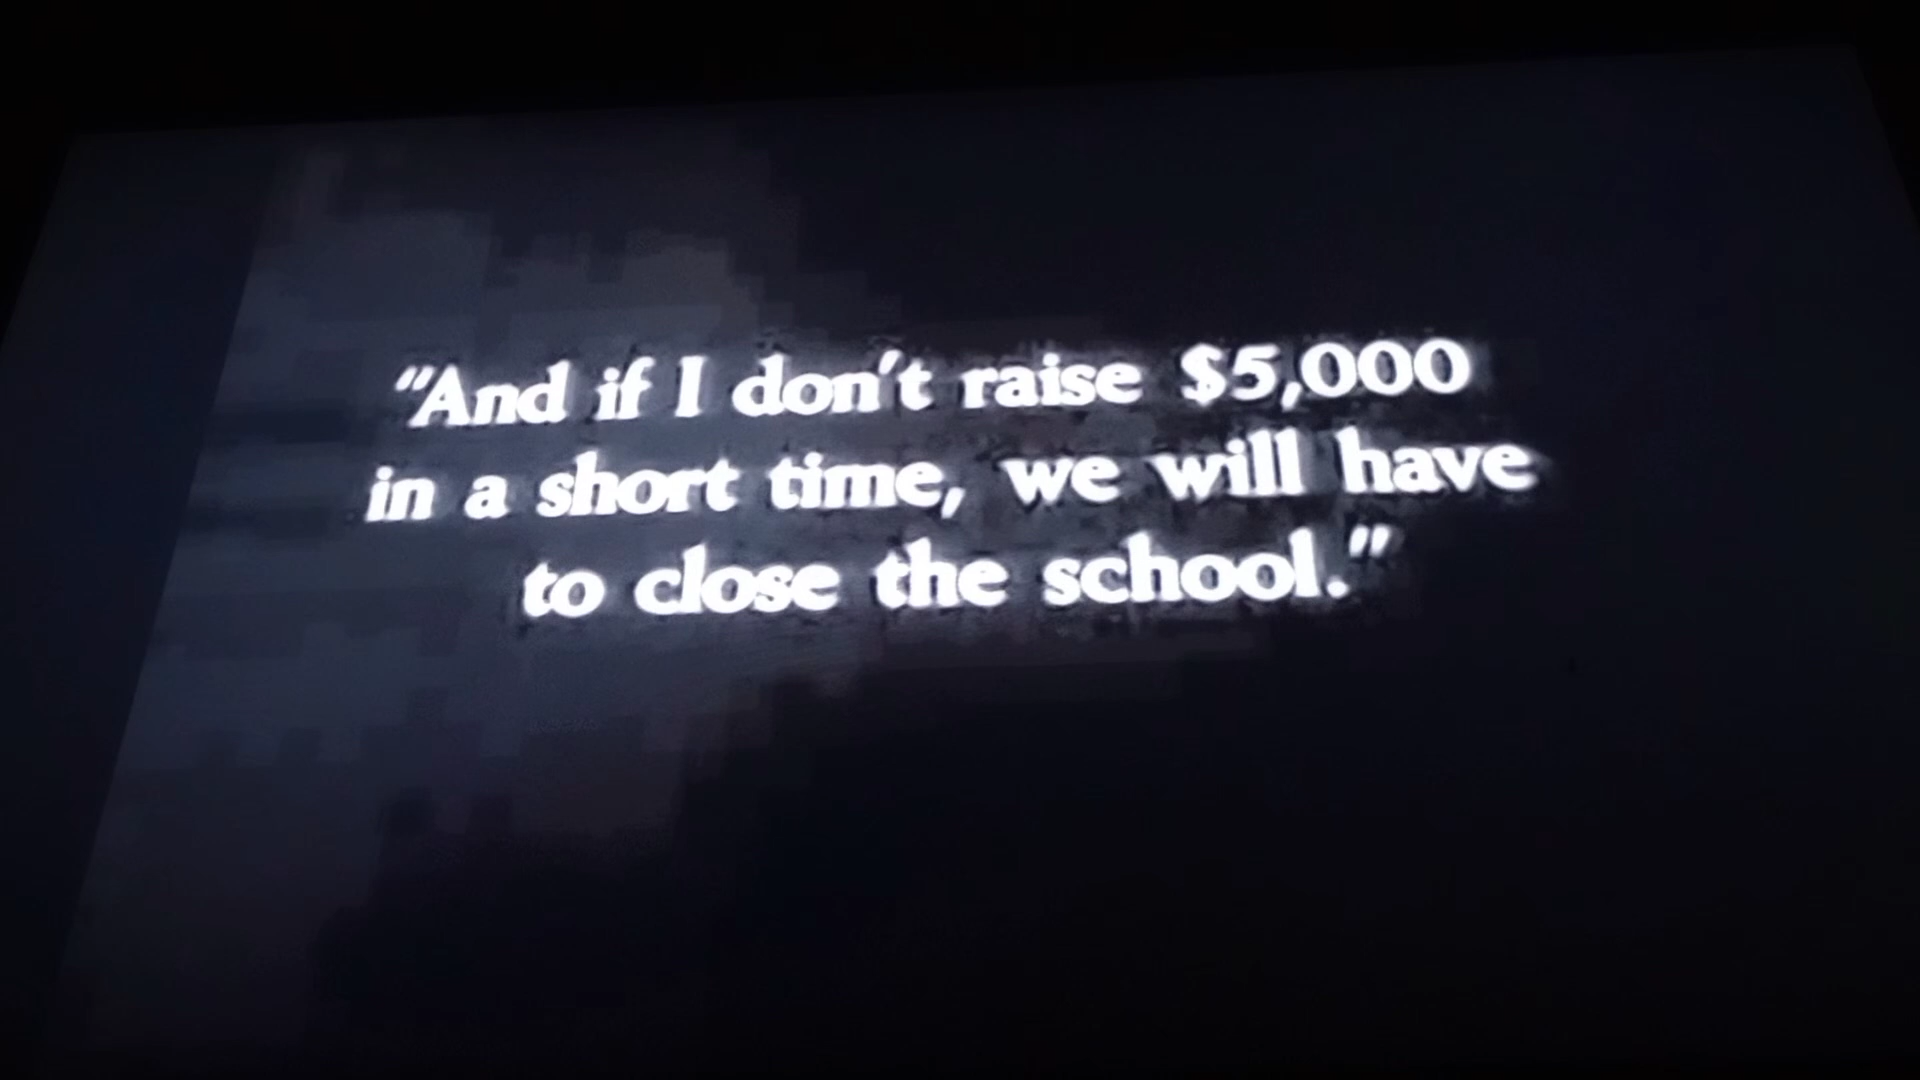 "And if I don't raise $5,000
in a short time, we will have
to close the school."